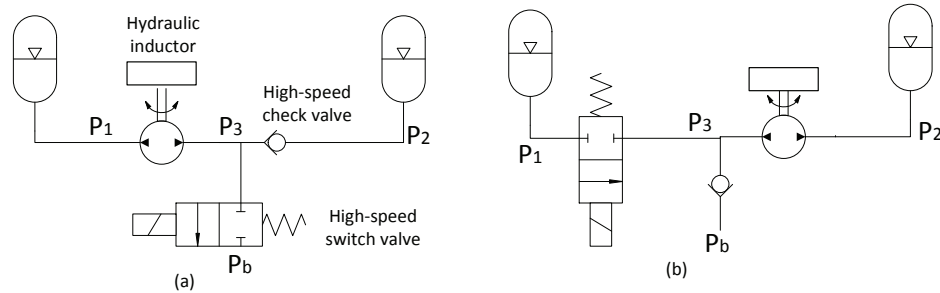 Hydraulic
inductor
High-speed
check valve
P1
P3
P2
High-speed
switch valve
Pb
(a)
P1
P3
P2
Pb
(b)